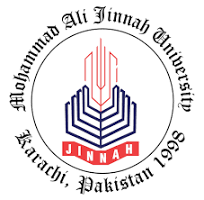 Mohammad Ali Jinnah University
JINNAH
Karachi, Pakistan 1998